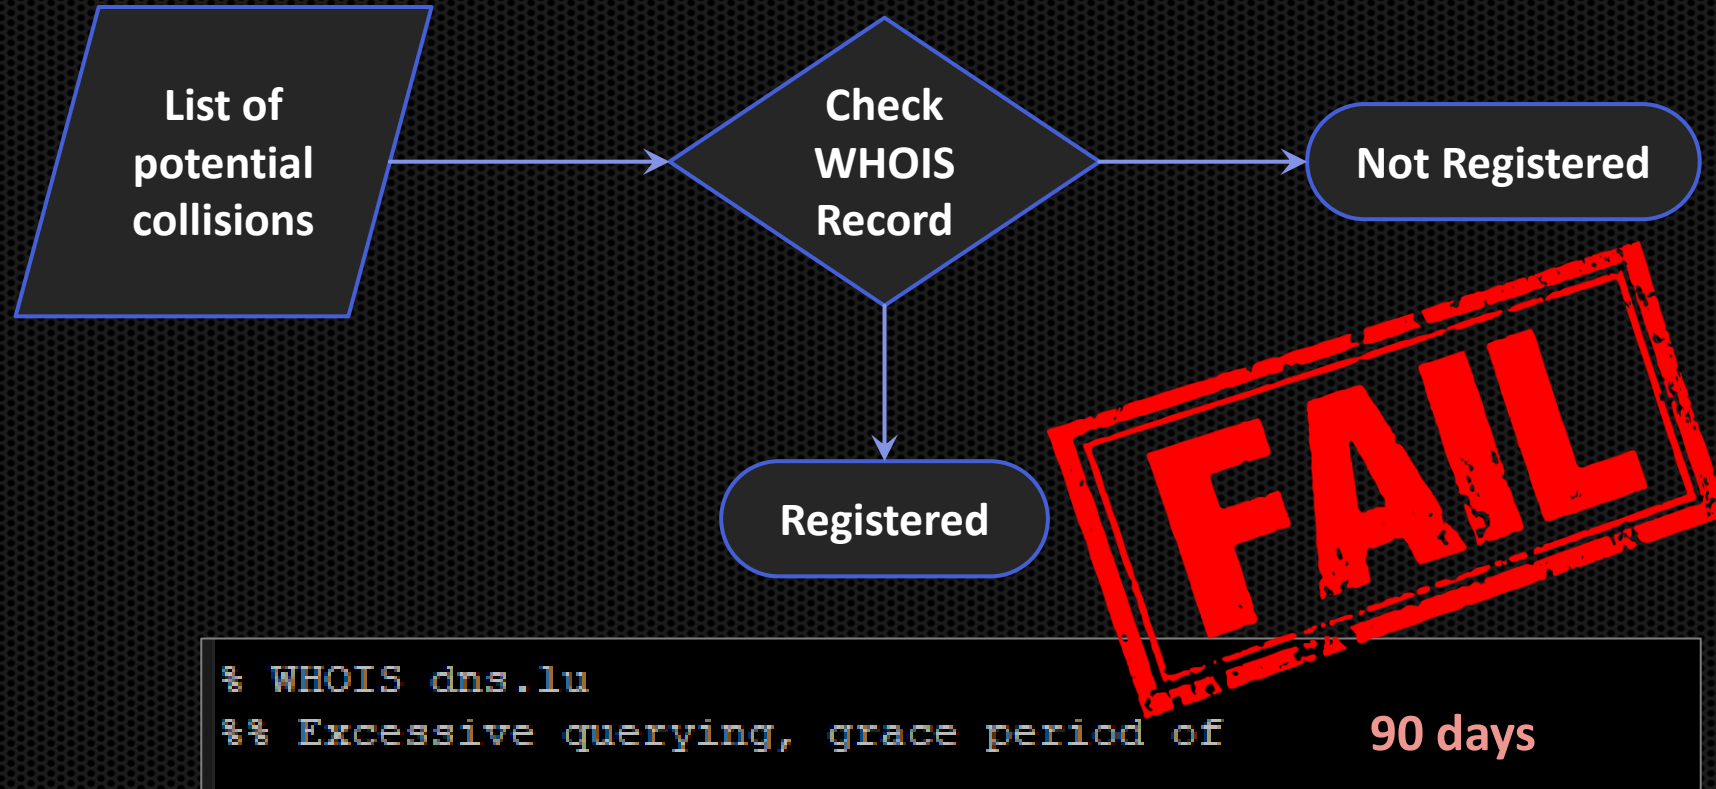 List of
potential
collisions
Check
WHOIS
Record
Not Registered
Registered
FAIL
% WHOIS dns.lu
%% Excessive querying, grace period of 90 days